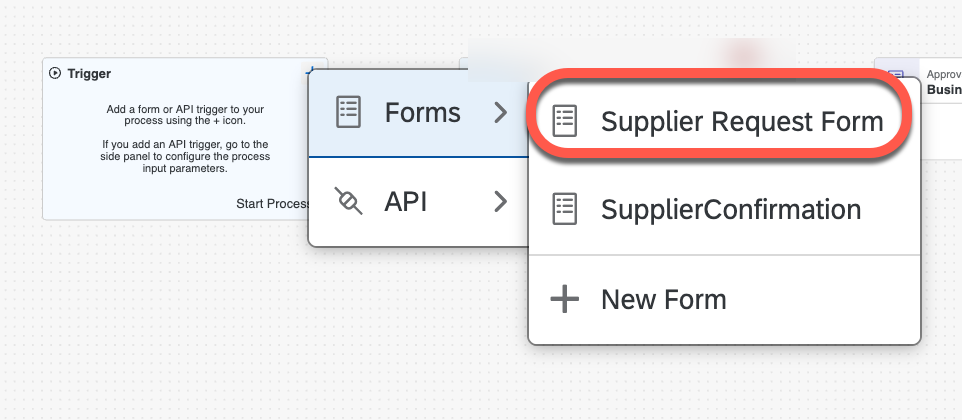 Trigger
Add a form or API trigger to your
process using the + icon.
If you add an API trigger, go to the
side panel to configure the process
input parameters.
Start Process
Forms
API
Supplier Request Form
SupplierConfirmation
New Form
Approv
Busin